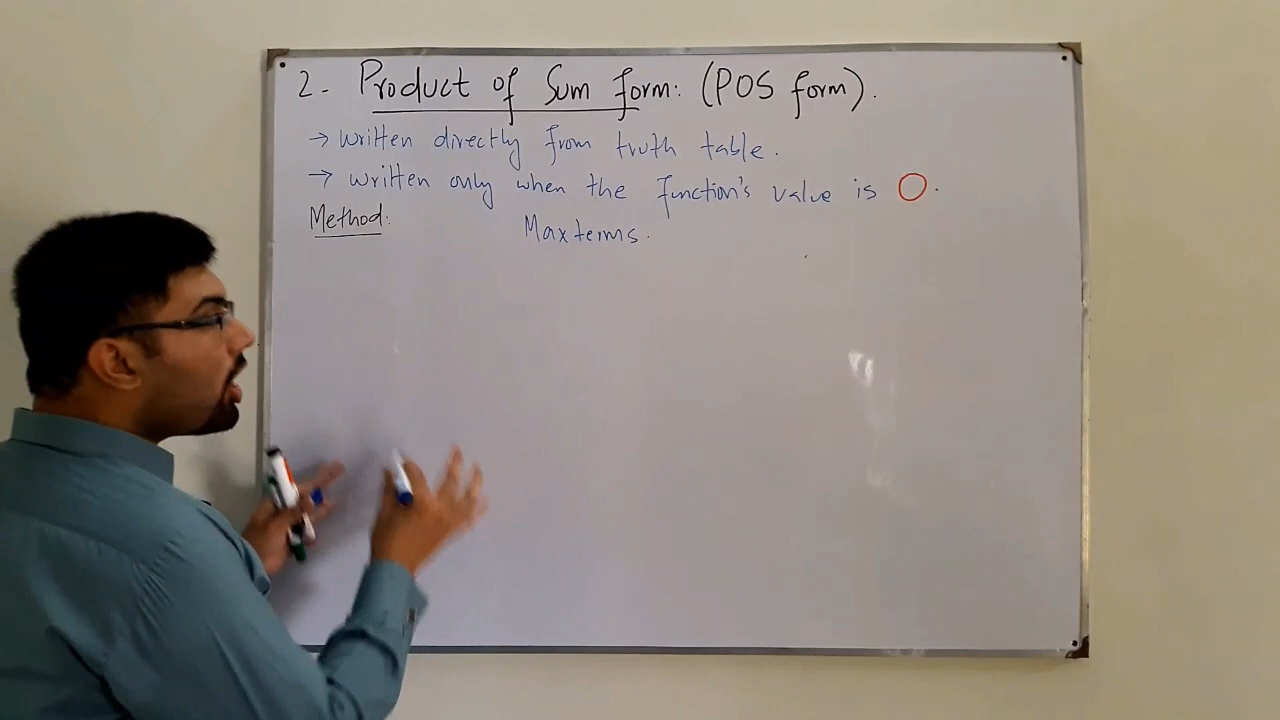 2. Product of Sum form: (POS form).
→ written directly from truth table.
→ written only when the function's value is 0.
Method:
Maxterms.